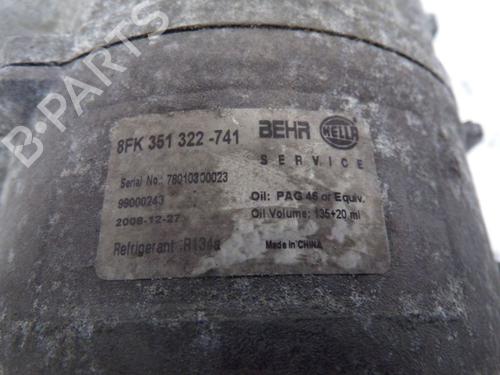 8FK 351 322 -741
BEHR HELLA
SERVICE
Serial No.: 78010300023
99000243
2008-12-27
Refrigerant: R134a
Oil: PAG 46 or Equiv.
Oil Volume: 135+20 ml
Made in CHINA
B-PARTS